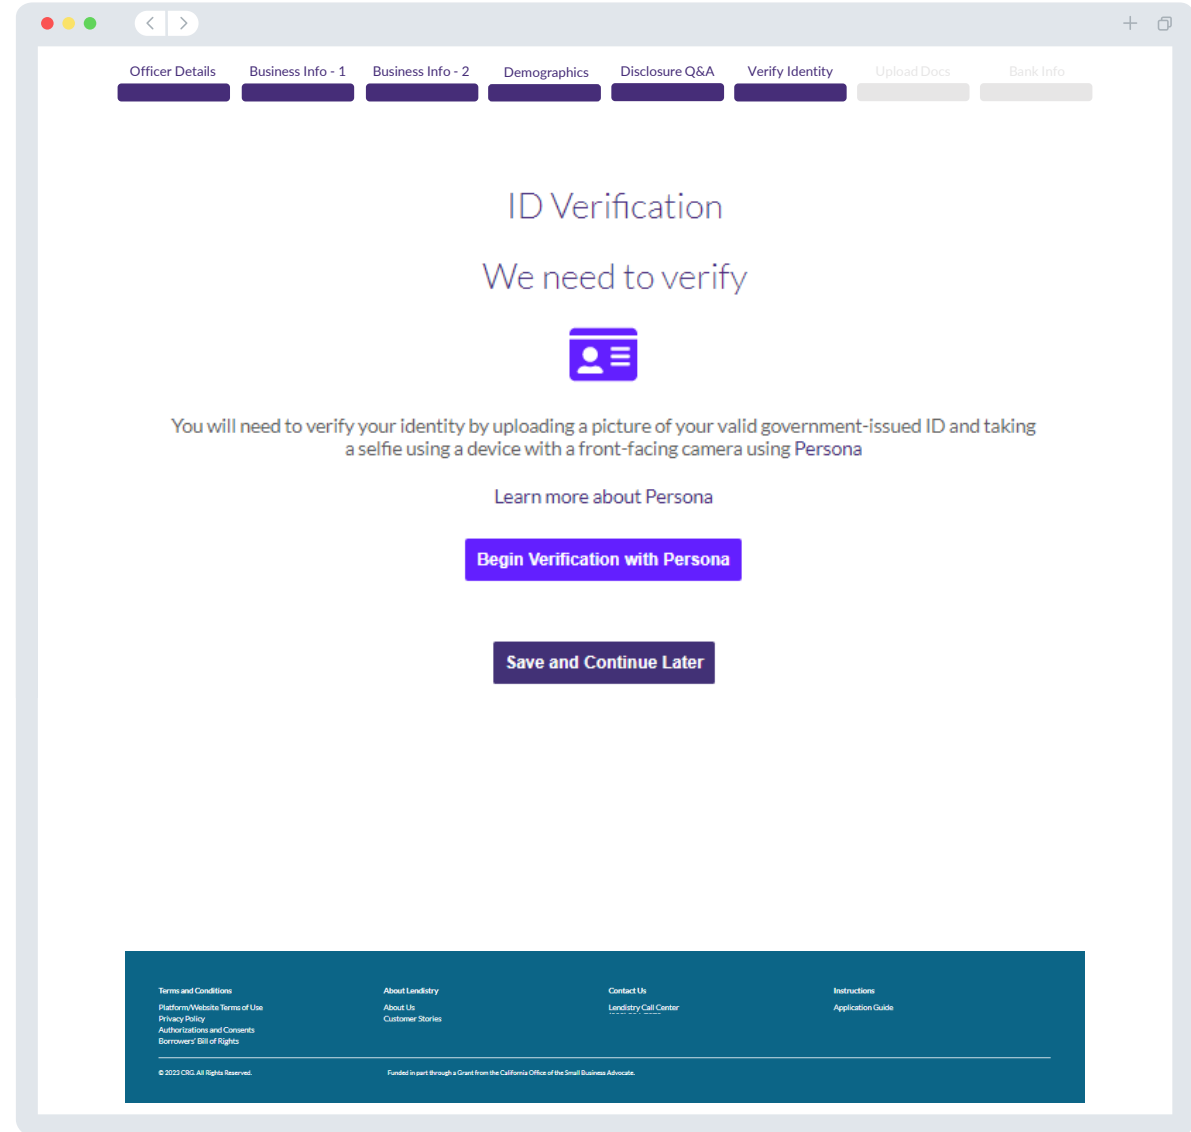 Officer Details
Business Info - 1
Business Info - 2
Demographics
Disclosure Q&A
Verify Identity
Upload Docs
Bank Info
ID Verification
We need to verify
You will need to verify your identity by uploading a picture of your valid government-issued ID and taking
a selfie using a device with a front-facing camera using Persona
Learn more about Persona
Begin Verification with Persona
Save and Continue Later
Terms and Conditions
Platform/Website Terms of Use
Privacy Policy
Authorizations and Consents
Borrowers' Bill of Rights
About Lendistry
About Us
Customer Stories
Contact Us
Lendistry Call Center
Instructions
Application Guide
© 2023 CRG. All Rights Reserved.
Funded in part through a Grant from the California Office of the Small Business Advocate.